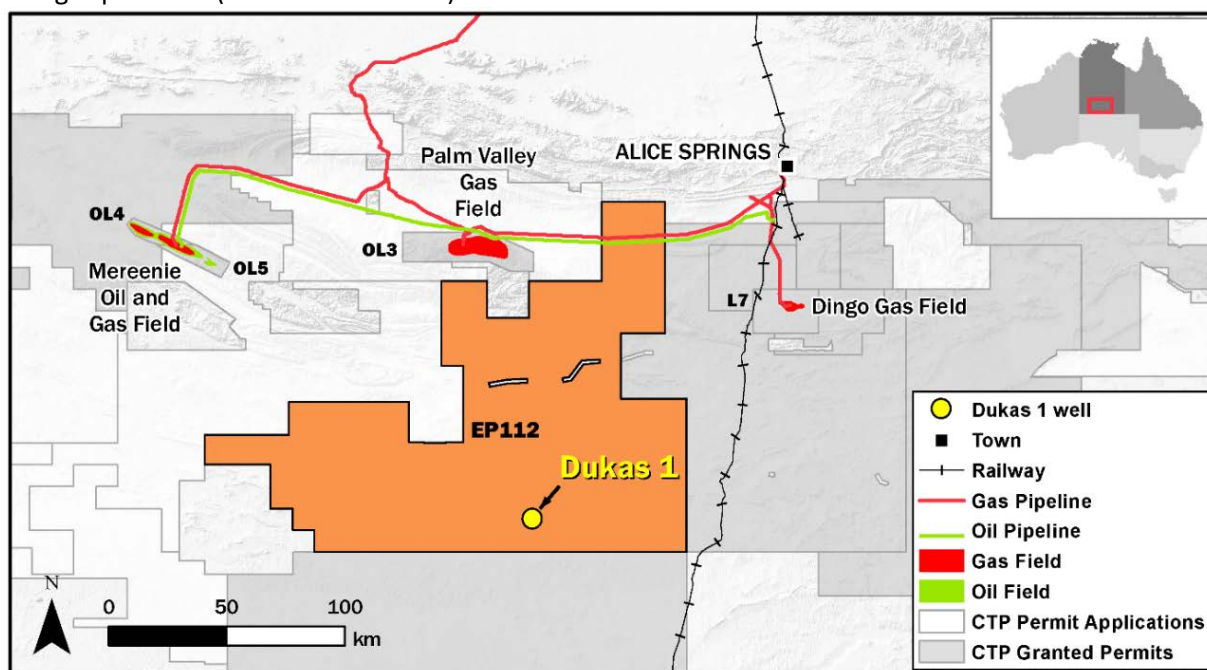 ALICE SPRINGS
Palm Valley
Gas
Field
OL4
OL3
OL5
Mereenie
Oil and
Gas Field
L7
Dingo Gas Field
EP112
Dukas 1
N
0 50 100
km
Dukas 1 well
Town
Railway
Gas Pipeline
Oil Pipeline
Gas Field
Oil Field
CTP Permit Applications
CTP Granted Permits